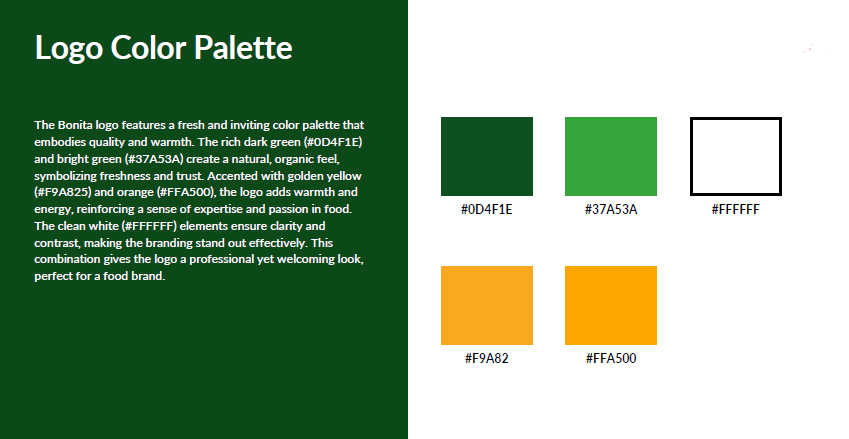 Logo Color Palette
The Bonita logo features a fresh and inviting color palette that
embodies quality and warmth. The rich dark green (#0D4F1E)
and bright green (#37A53A) create a natural, organic feel,
symbolizing freshness and trust. Accented with golden yellow
(#F9A825) and orange (#FFA500), the logo adds warmth and
energy, reinforcing a sense of expertise and passion in food.
The clean white (#FFFFFF) elements ensure clarity and
contrast, making the branding stand out effectively. This
combination gives the logo a professional yet welcoming look,
perfect for a food brand.
#0D4F1E
#37A53A
#FFFFFF
#F9A82
#FFA500